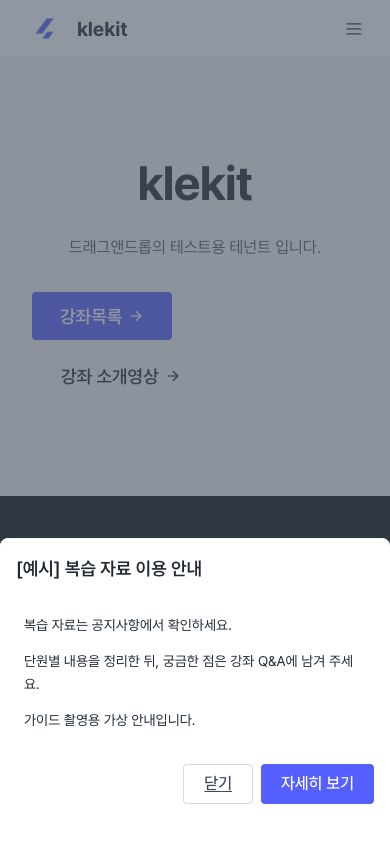 klekit
klekit
드래그앤드롭의 테스트용 테넌트 입니다.
강좌목록 →
강좌 소개영상 →
[예시] 복습 자료 이용 안내
복습 자료는 공지사항에서 확인하세요.
단원별 내용을 정리한 뒤, 궁금한 점은 강좌 Q&A에 남겨 주세
요.
가이드 촬영용 가상 안내입니다.
닫기
자세히 보기